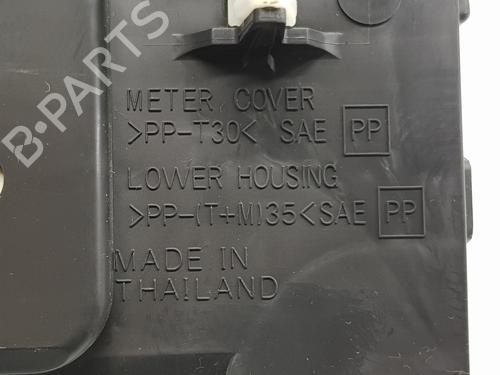 B-PARTS
METER COVER
>PP-T30< SAE PP
LOWER HOUSING
>PP-(T+M)35<SAE PP
MADE IN
THAILAND